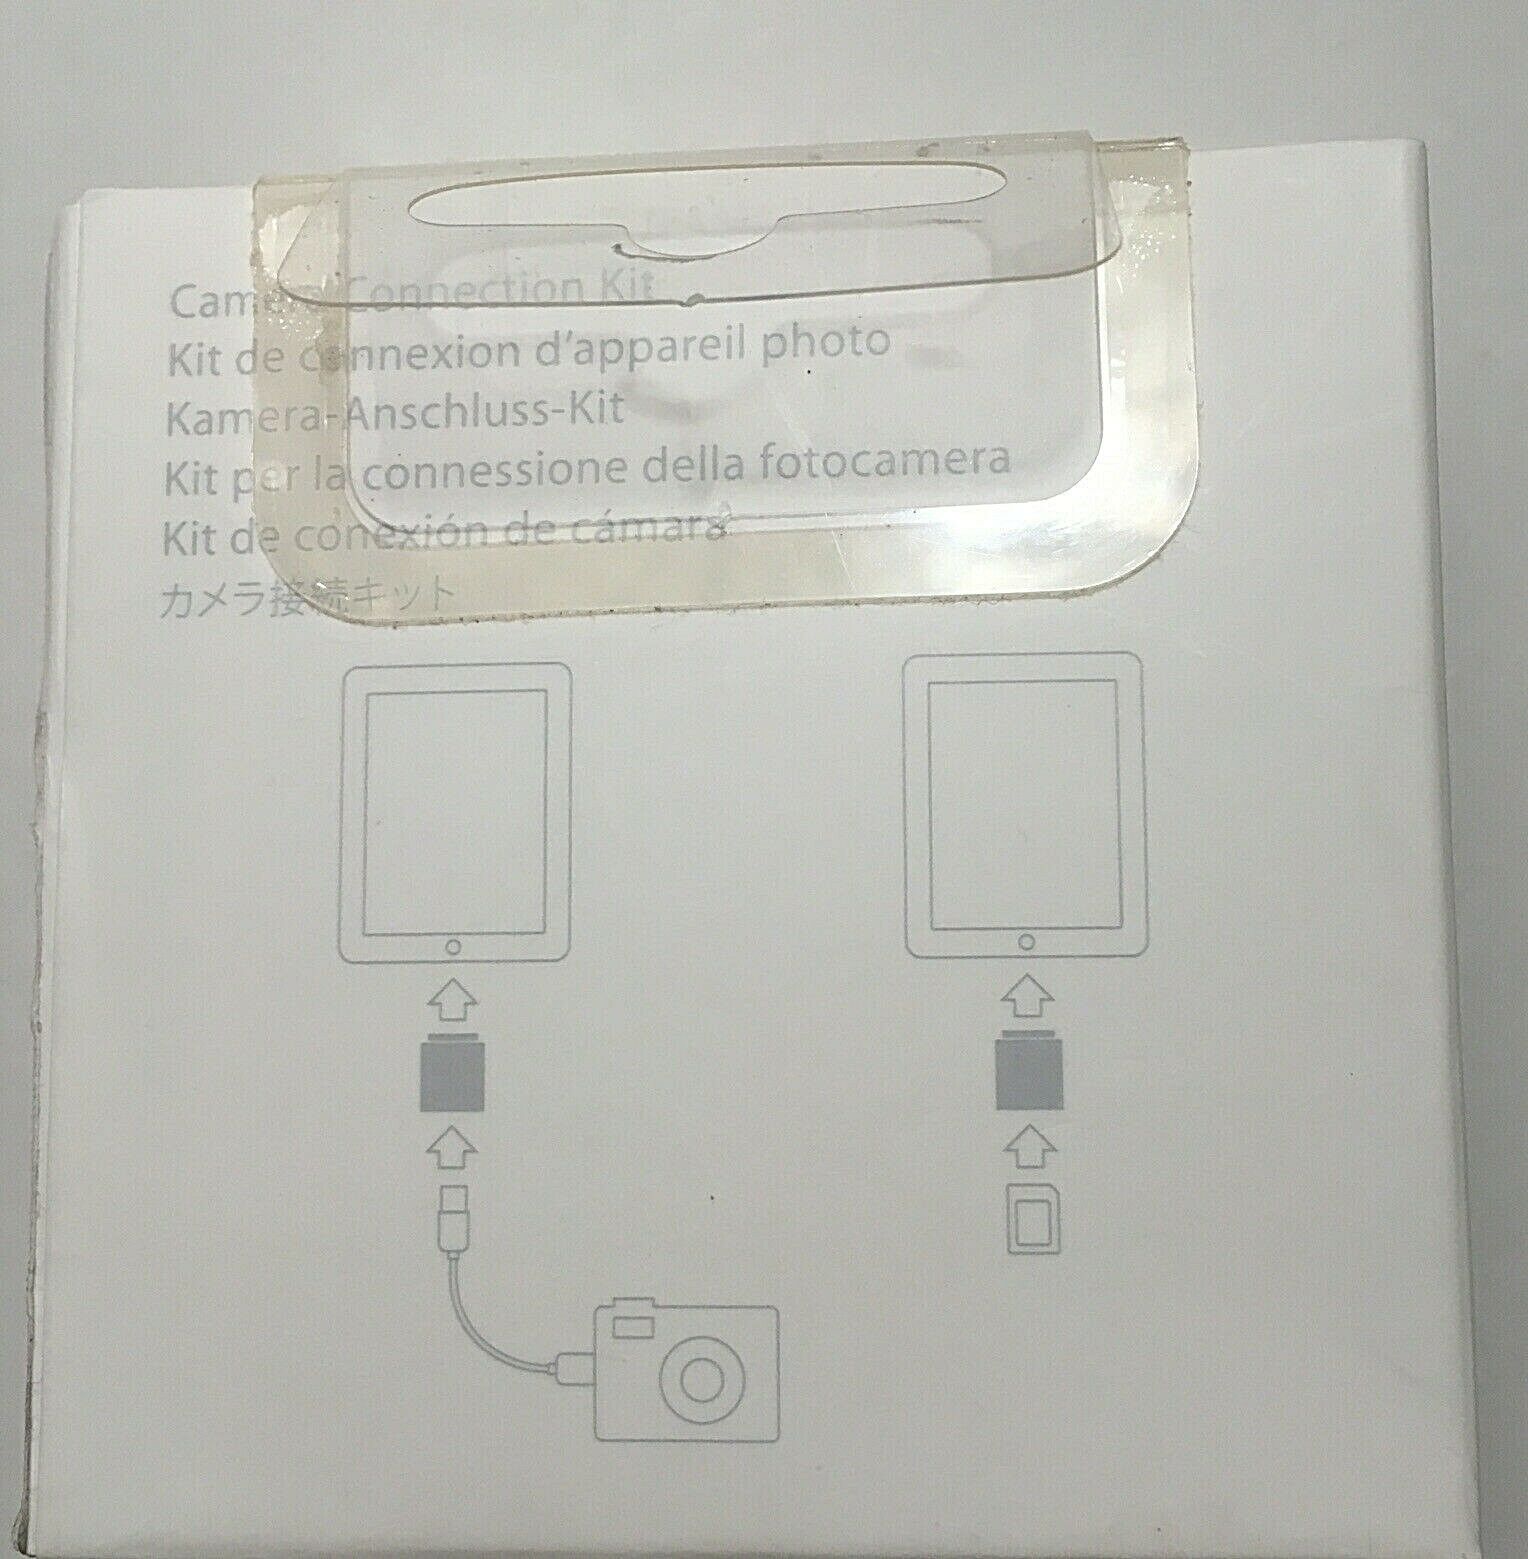 Camera Connection Kit
Kit de connexion d'appareil photo
Kamera-Anschluss-Kit
Kit per la connessione della fotocamera
Kit de conexión de cámara
カメラ接続キット